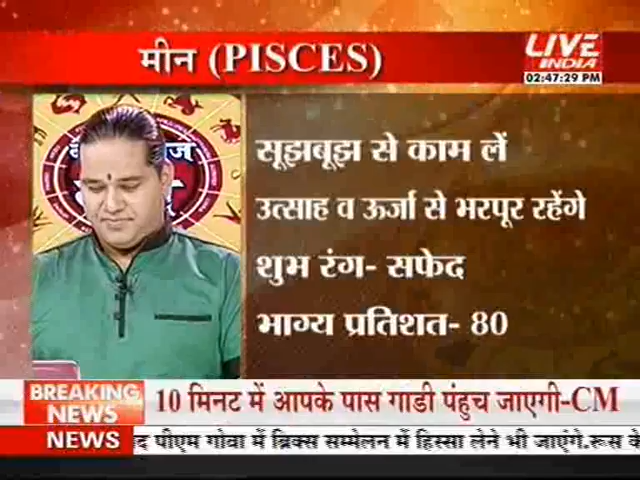 मीन (PISCES)
LIVE
INDIA
02:47:29 PM
सूझबूझ से काम लें
उत्साह व ऊर्जा से भरपूर रहेंगे
शुभ रंग- सफेद
भाग्य प्रतिशत- 80
BREAKING
NEWS
10 मिनट में आपके पास गाडी पंहुच जाएगी-CM
NEWS
द पीएम गोवा में ब्रिक्स सम्मेलन में हिस्सा लेने भी जाएंगे.रूस के